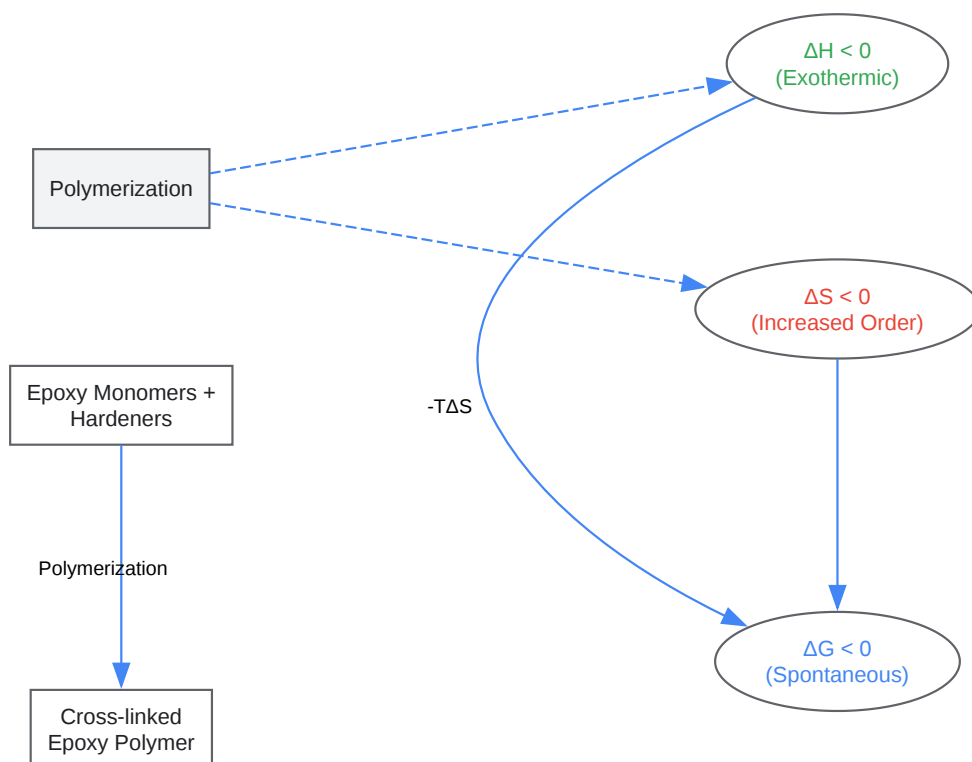 ΔH < 0
(Exothermic)
Polymerization
ΔS < 0
(Increased Order)
Epoxy Monomers +
Hardeners
-TΔS
Polymerization
ΔG < 0
(Spontaneous)
Cross-linked
Epoxy Polymer